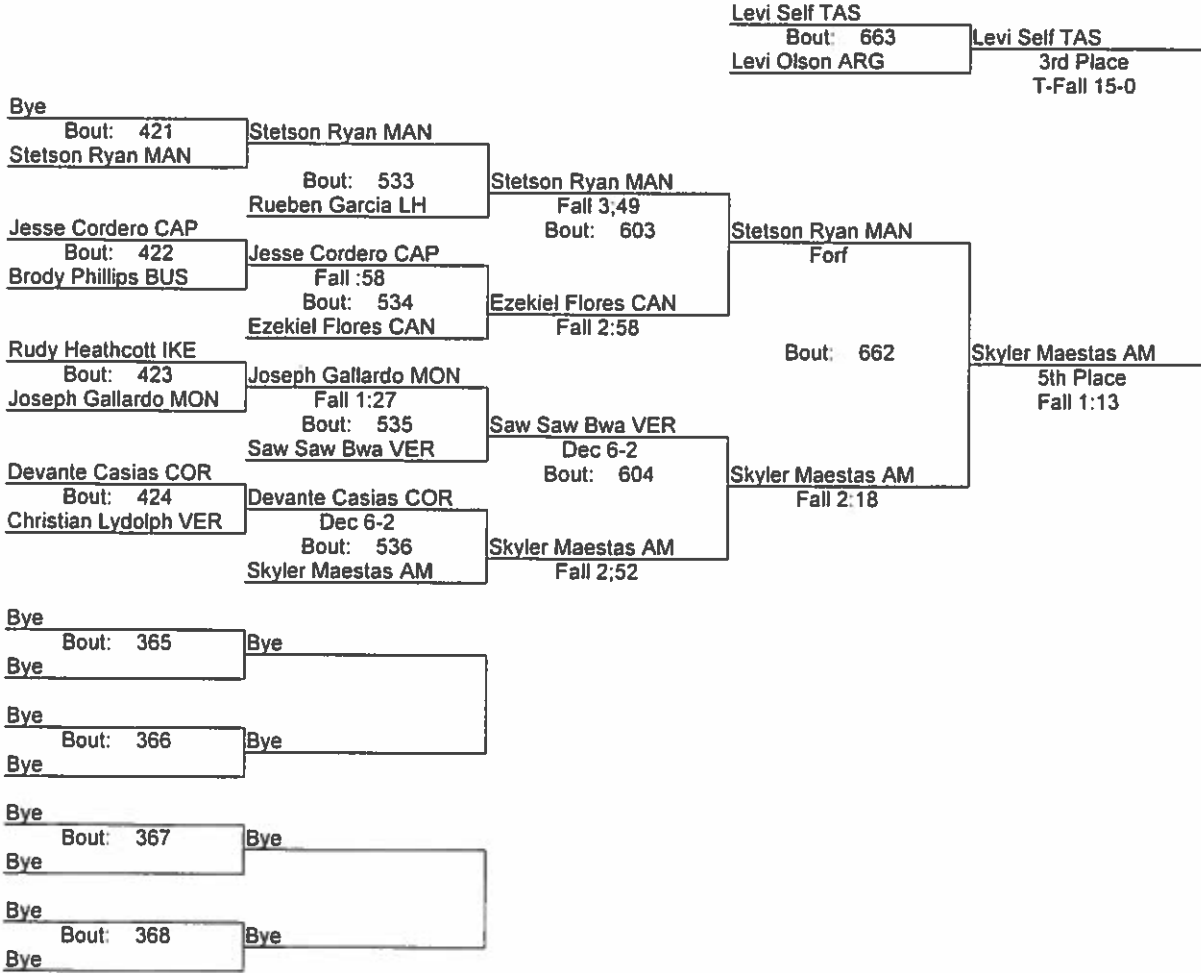 Levi Self TAS
Bout: 663
Levi Olson ARG
Levi Self TAS
3rd Place
T-Fall 15-0
Bye
Bout: 421
Stetson Ryan MAN
Stetson Ryan MAN
Bout: 533
Rueben Garcia LH
Stetson Ryan MAN
Fall 3;49
Bout: 603
Jesse Cordero CAP
Bout: 422
Brody Phillips BUS
Jesse Cordero CAP
Fall :58
Bout: 534
Ezekiel Flores CAN
Ezekiel Flores CAN
Fall 2:58
Stetson Ryan MAN
Forf
Bout: 662
Skyler Maestas AM
5th Place
Fall 1:13
Rudy Heathcott IKE
Bout: 423
Joseph Gallardo MON
Joseph Gallardo MON
Fall 1:27
Bout: 535
Saw Saw Bwa VER
Saw Saw Bwa VER
Dec 6-2
Bout: 604
Devante Casias COR
Bout: 424
Christian Lydolph VER
Devante Casias COR
Dec 6-2
Bout: 536
Skyler Maestas AM
Skyler Maestas AM
Fall 2;52
Skyler Maestas AM
Fall 2:18
Bye
Bout: 365
Bye
Bye
Bye
Bout: 366
Bye
Bye
Bye
Bout: 367
Bye
Bye
Bye
Bout: 368
Bye
Bye